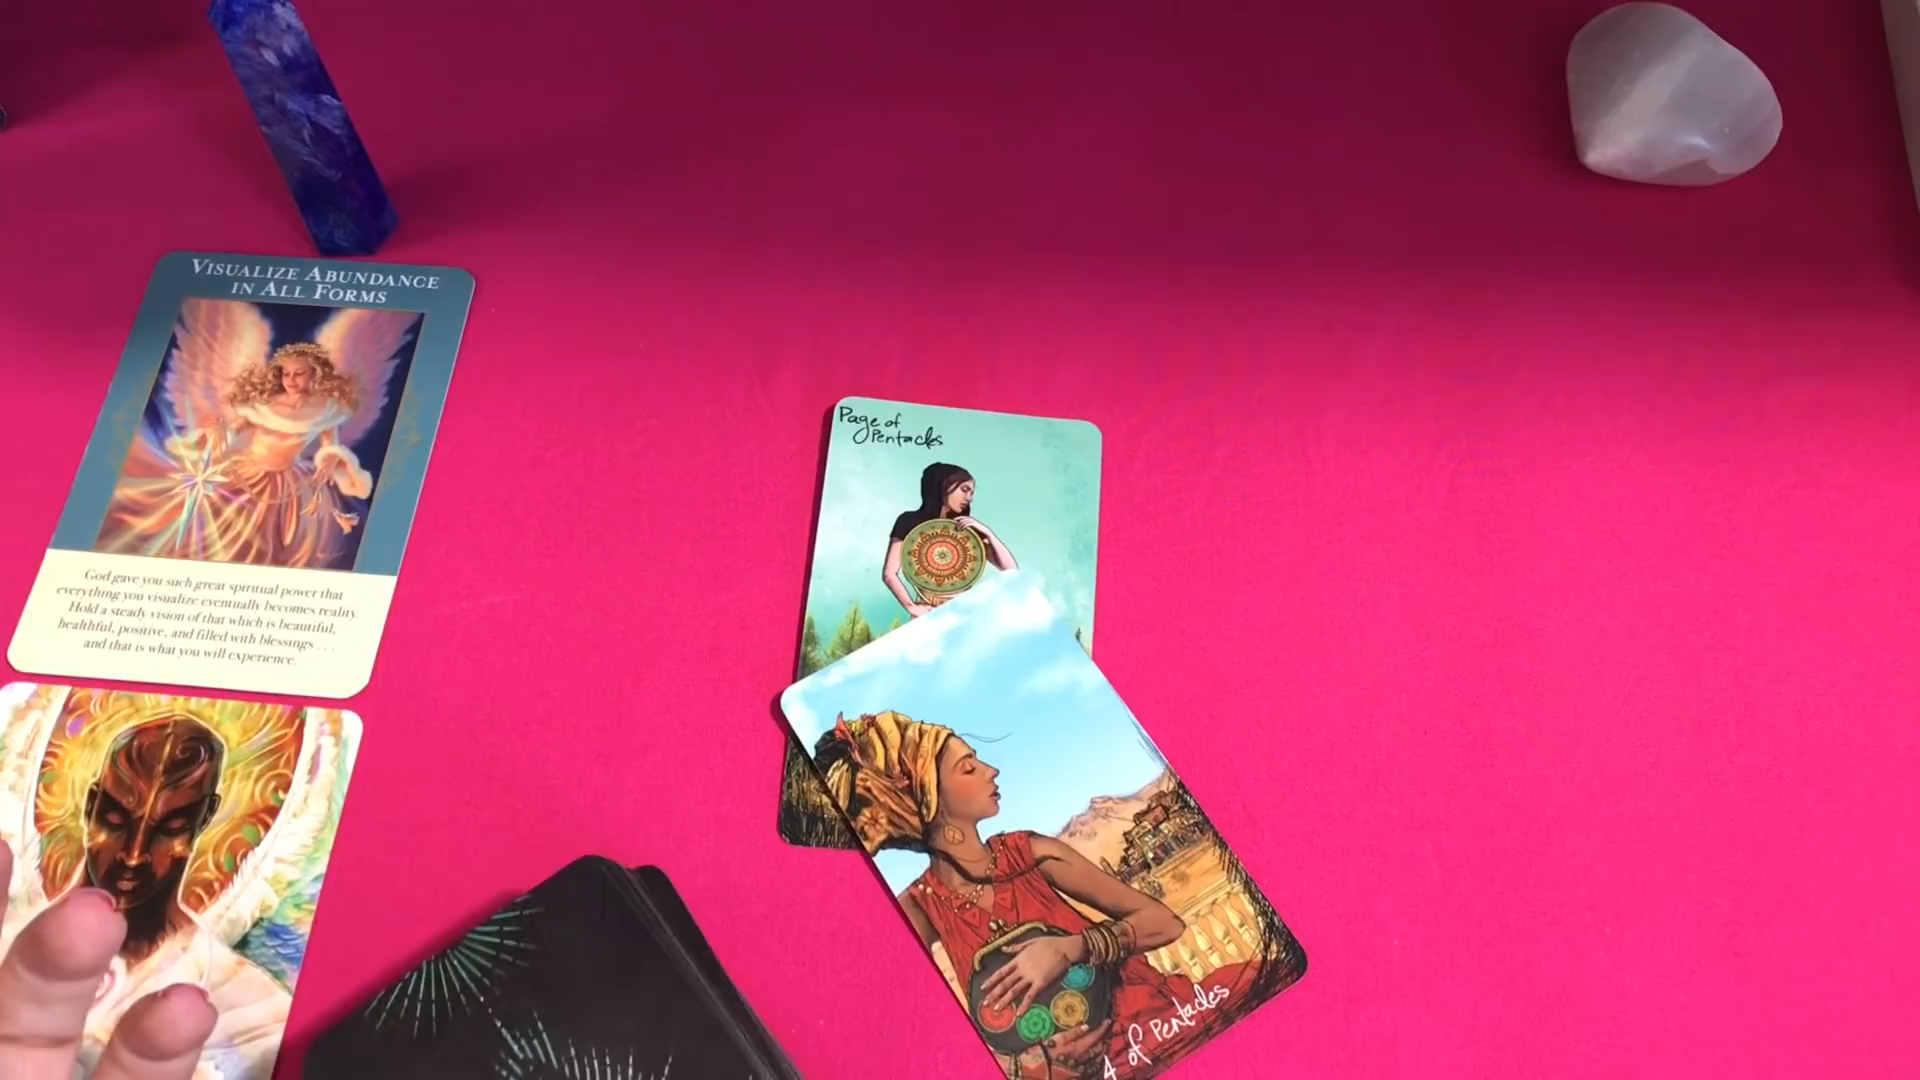 VISUALIZE ABUNDANCE
IN ALL FORMS
God gave you such great spiritual power that
everything you visualize eventually becomes reality.
Hold a steady vision of that which is beautiful,
healthful, positive, and filled with blessings . . .
and that is what you will experience.
Page of
Pentacles
4 of Pentacles